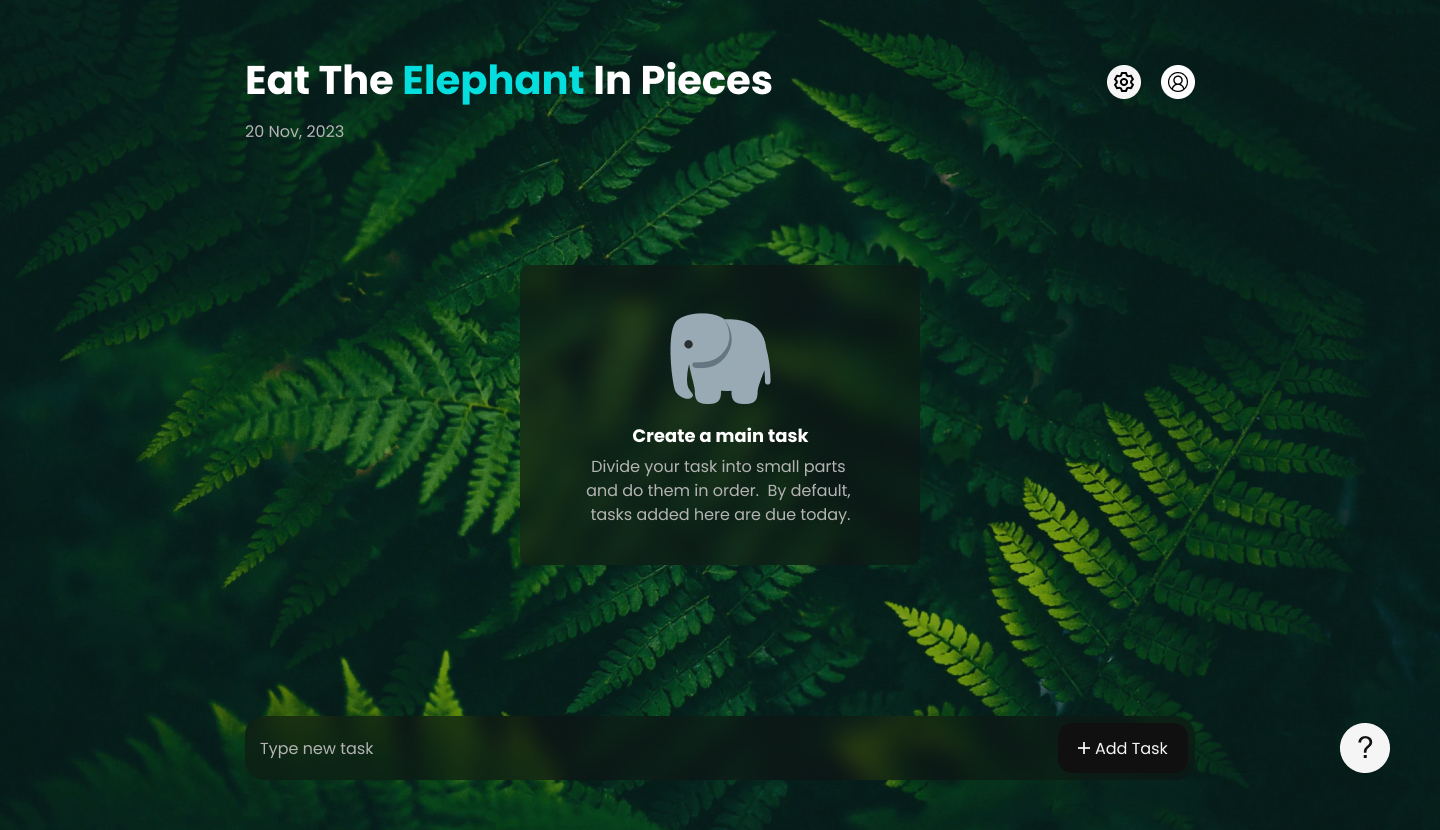 Eat The Elephant In Pieces
20 Nov, 2023
Create a main task
Divide your task into small parts
and do them in order.  By default,
tasks added here are due today.
Type new task
+ Add Task
?